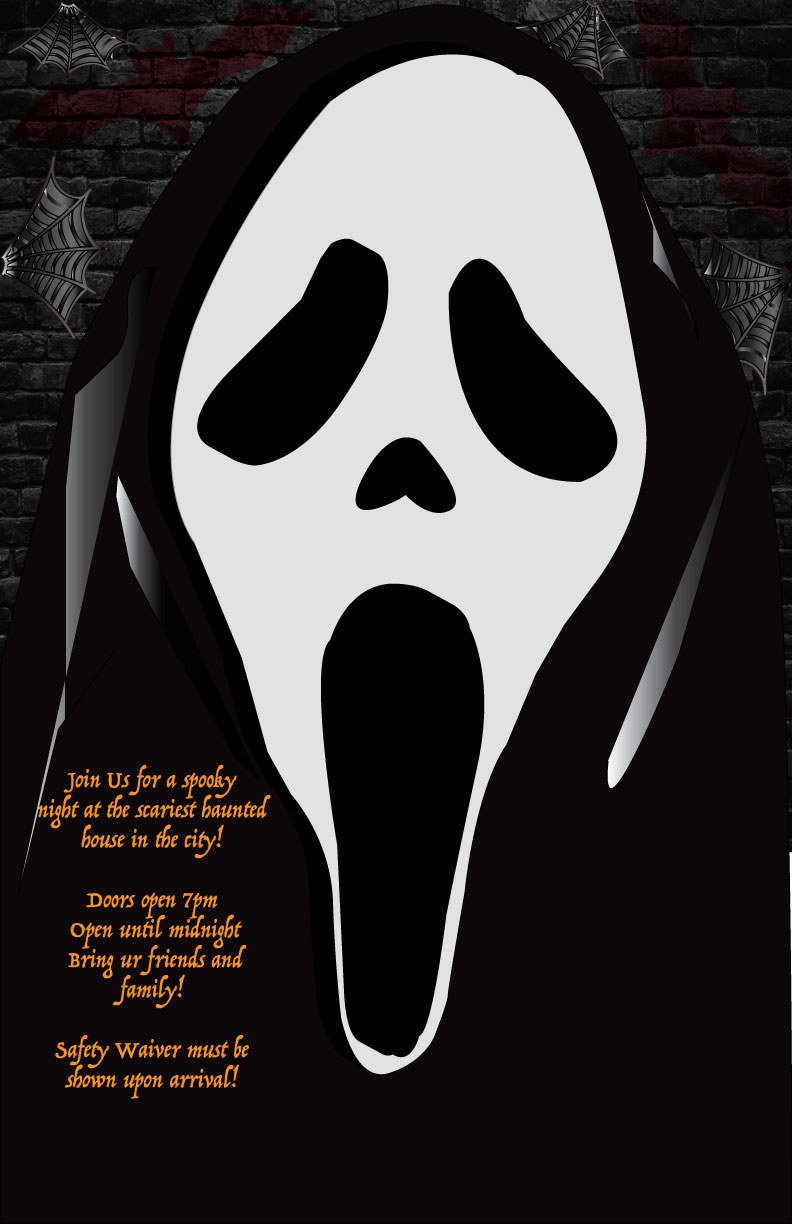 Join Us for a spooky
night at the scariest haunted
house in the city!
Doors open 7pm
Open until midnight
Bring ur friends and
family!
Safety Waiver must be
shown upon arrival!